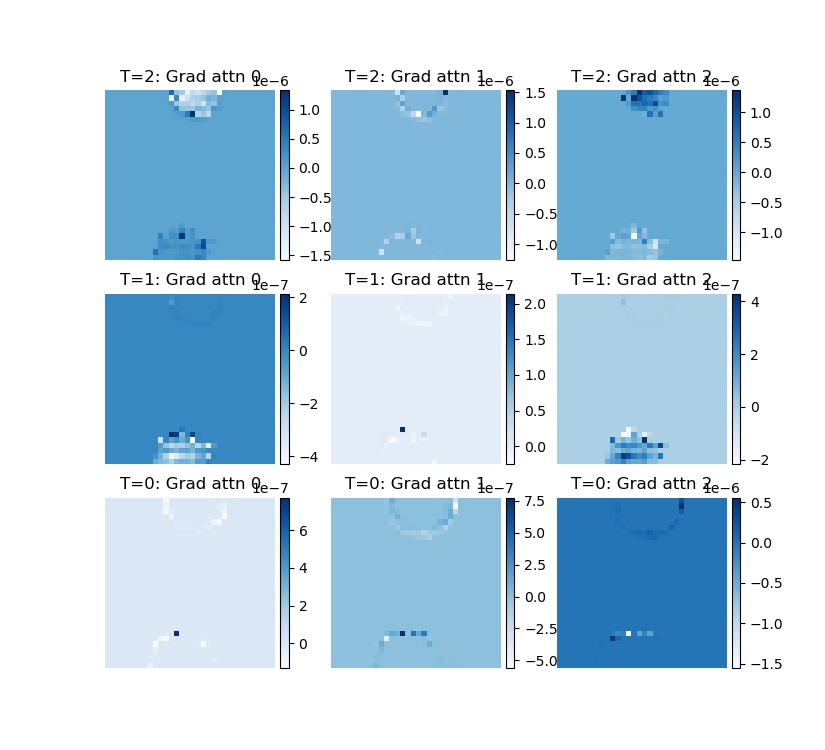 T=2: Grad attn 0
1e−6
1.0
0.5
0.0
−0.5
−1.0
−1.5
T=2: Grad attn 1
1e−6
1.5
1.0
0.5
0.0
−0.5
−1.0
T=2: Grad attn 2
1e−6
1.0
0.5
0.0
−0.5
−1.0
T=1: Grad attn 0
1e−7
2
0
−2
−4
T=1: Grad attn 1
1e−7
2.0
1.5
1.0
0.5
0.0
T=1: Grad attn 2
1e−7
4
2
0
−2
T=0: Grad attn 0
1e−7
6
4
2
0
T=0: Grad attn 1
1e−7
7.5
5.0
2.5
0.0
−2.5
−5.0
T=0: Grad attn 2
1e−6
0.5
0.0
−0.5
−1.0
−1.5